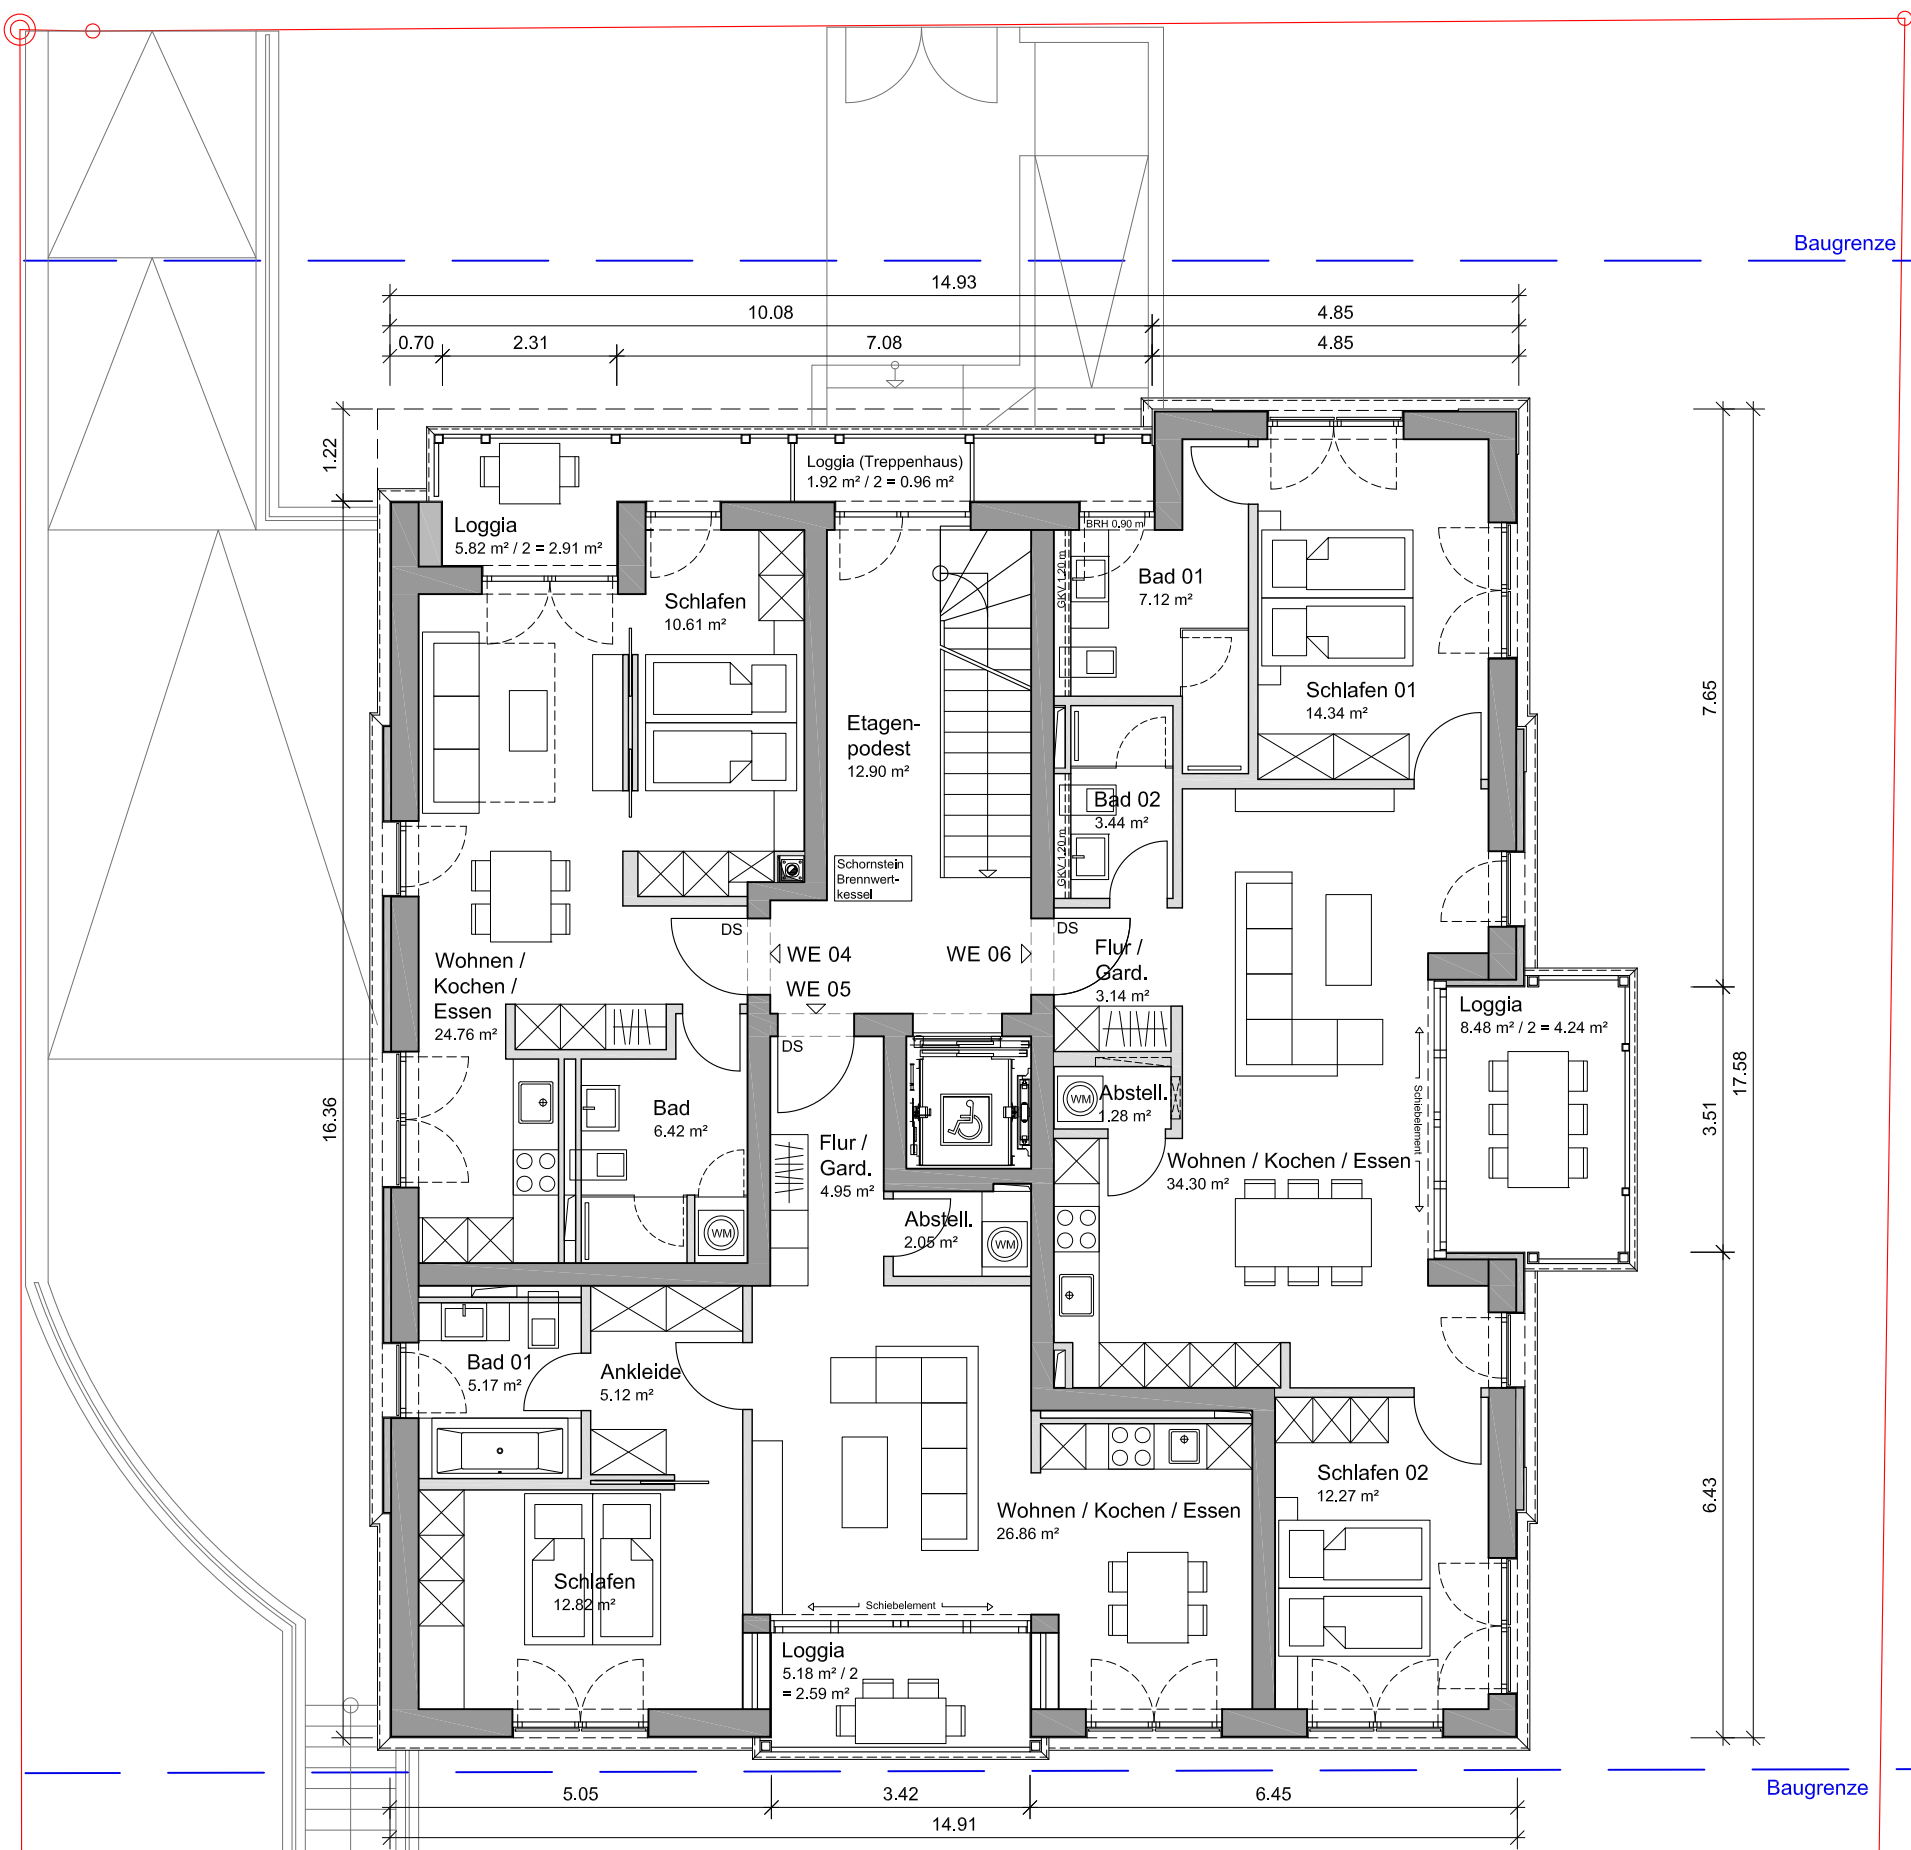 Baugrenze
14.93
10.08
4.85
0.70
2.31
7.08
4.85
1.22
Loggia (Treppenhaus)
1.92 m² / 2 = 0.96 m²
Loggia
5.82 m² / 2 = 2.91 m²
BRH 0.90 m
GKV 1.20 m
Bad 01
7.12 m²
Schlafen
10.61 m²
Schlafen 01
14.34 m²
7.65
Etagen-
podest
12.90 m²
Bad 02
3.44 m²
GKV 1.20 m
Schornstein
Brennwert-
kessel
DS
WE 04
WE 05
WE 06
DS
DS
Flur /
Gard.
3.14 m²
Wohnen /
Kochen /
Essen
24.76 m²
Loggia
8.48 m² / 2 = 4.24 m²
Schiebelement
3.51
17.58
16.36
Bad
6.42 m²
WM
Flur /
Gard.
4.95 m²
Abstell.
2.05 m²
WM
WM
Abstell.
1.28 m²
Wohnen / Kochen / Essen
34.30 m²
Bad 01
5.17 m²
Ankleide
5.12 m²
Schlafen 02
12.27 m²
6.43
Wohnen / Kochen / Essen
26.86 m²
Schlafen
12.82 m²
Schiebelement
Loggia
5.18 m² / 2
= 2.59 m²
Baugrenze
5.05
3.42
6.45
14.91